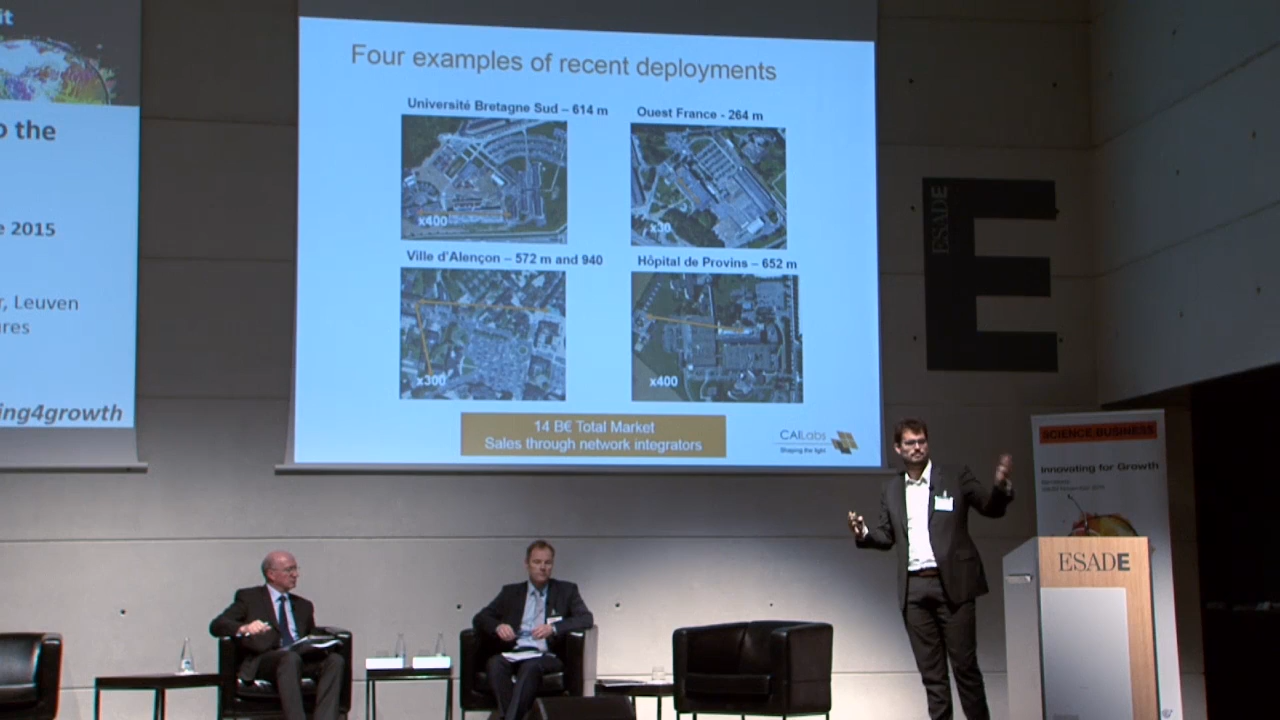 it
o the
e 2015
r, Leuven
ires
ing4growth
Four examples of recent deployments
Université Bretagne Sud – 614 m
x400
Ouest France - 264 m
x30
Ville d'Alençon – 572 m and 940
x300
Hôpital de Provins – 652 m
x400
14 B€ Total Market
Sales through network integrators
CAILabs
Shaping the light
ESADE
E
SCIENCE|BUSINESS
Innovating for Growth
ESADE